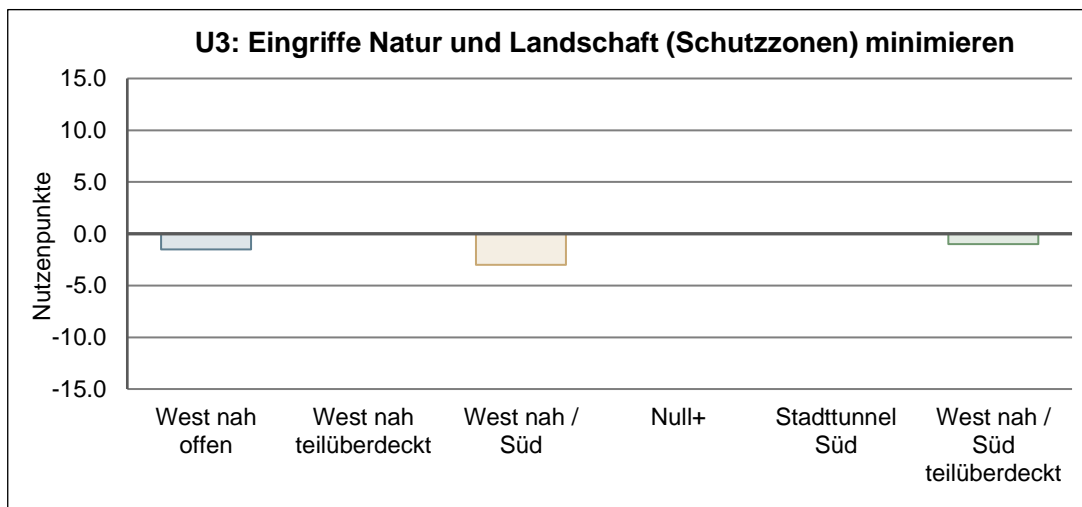 U3: Eingriffe Natur und Landschaft (Schutzzonen) minimieren
Nutzenpunkte
15.0
10.0
5.0
0.0
-5.0
-10.0
-15.0
West nah
offen
West nah
teilüberdeckt
West nah /
Süd
Null+
Stadttunnel
Süd
West nah /
Süd
teilüberdeckt